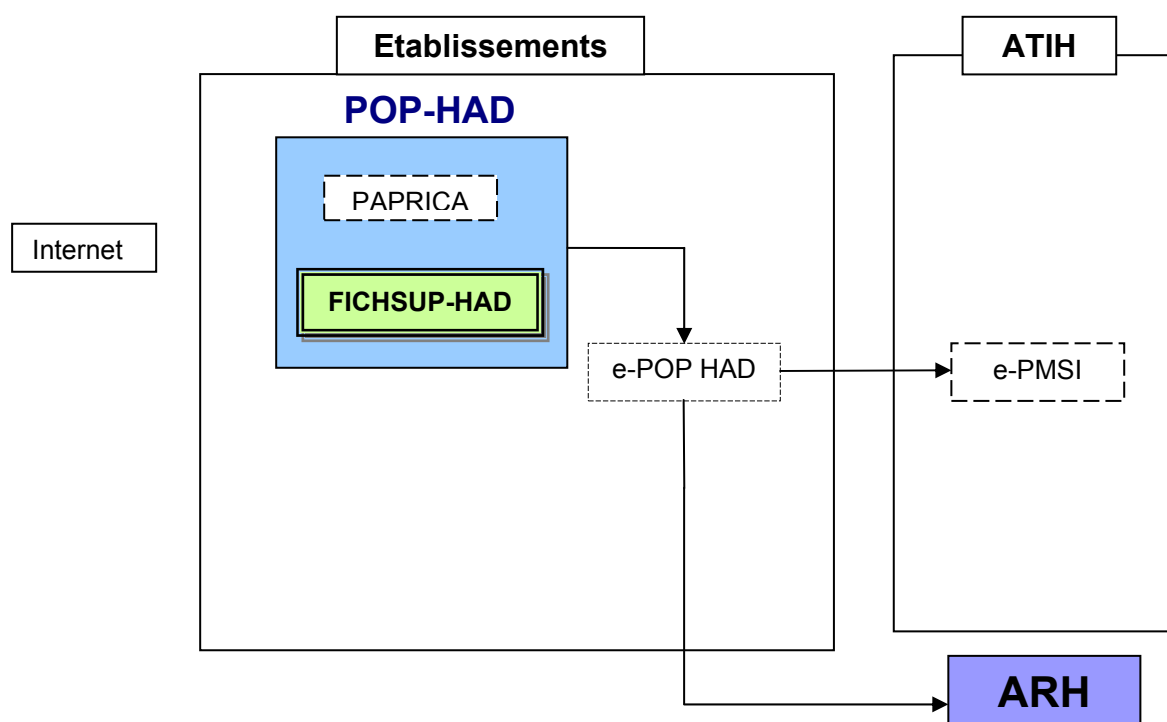 Etablissements
ATIH
POP-HAD
PAPRICA
Internet
FICHSUP-HAD
e-POP HAD
e-PMSI
ARH